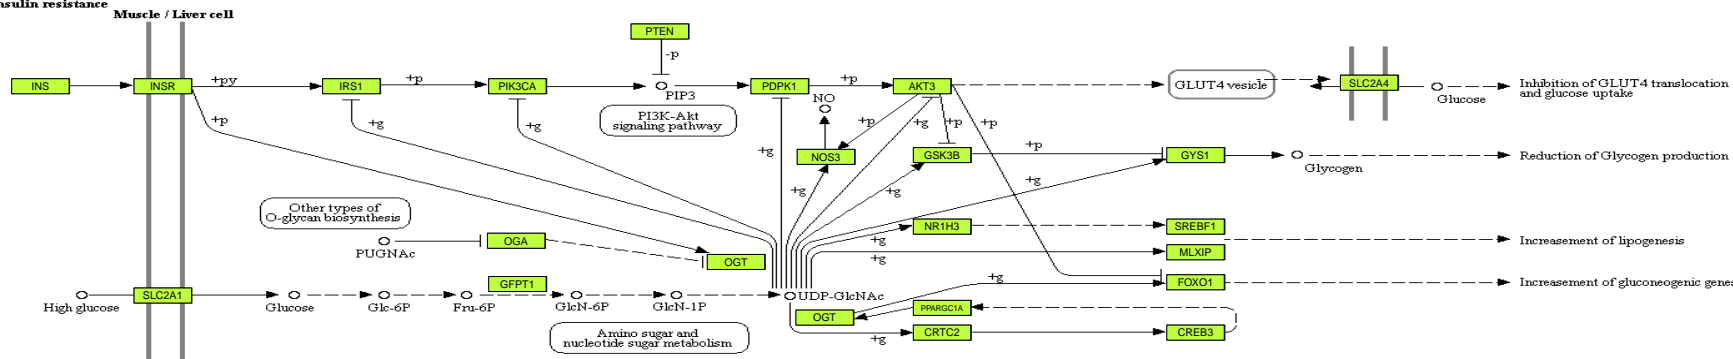 nsulin resistance
Muscle / Liver cell
PTEN
-p
INS
INSR
+py
IRS1
+p
PIK3CA
PIP3
PDPK1
+p
AKT3
GLUT4 vesicle
SLC2A4
Glucose
Inhibition of GLUT4 translocation
and glucose uptake
PI3K-Akt
signaling pathway
NO
+p
+g
+g
+p
+g
+p
+p
+g
NOS3
GSK3B
+p
GYS1
Glycogen
Reduction of Glycogen production
+g
+g
+g
Other types of
O-glycan biosynthesis
NR1H3
SREBF1
PUGNAc
OGA
+g
Increasement of lipogenesis
OGT
+g
MLXIP
High glucose
SLC2A1
Glucose
Glc-6P
Fru-6P
GFPT1
GlcN-6P
GlcN-1P
UDP-GlcNAc
+g
FOXO1
Increasement of gluconeogenic genes
OGT
PPARGC1A
Amino sugar and
nucleotide sugar metabolism
+g
CRTC2
CREB3